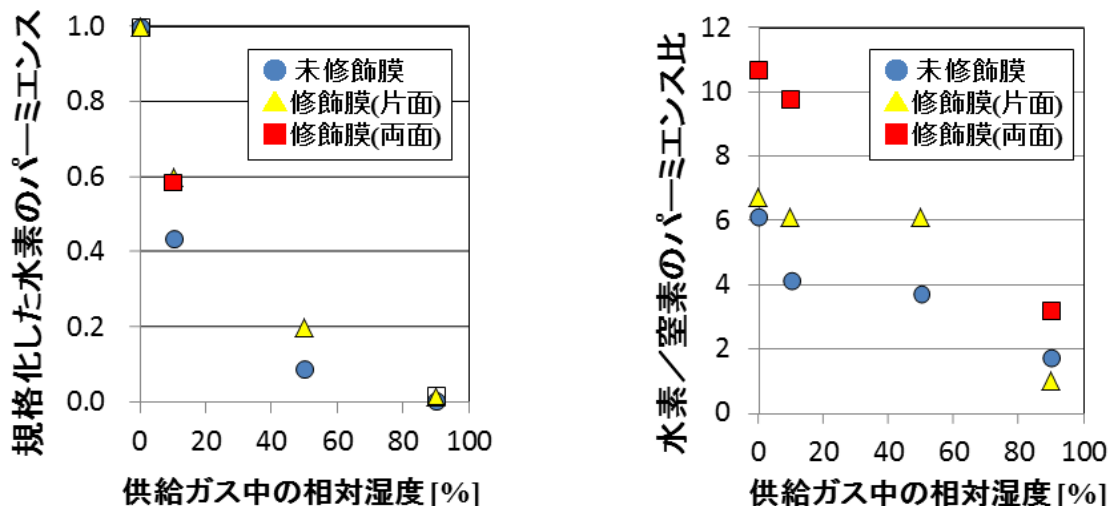 規格化した水素のパーミエンス
1.0
0.8
0.6
0.4
0.2
0.0
未修飾膜
修飾膜(片面)
修飾膜(両面)
0 20 40 60 80 100
供給ガス中の相対湿度[%]
水素／窒素のパーミエンス比
12
10
8
6
4
2
0
未修飾膜
修飾膜(片面)
修飾膜(両面)
0 20 40 60 80 100
供給ガス中の相対湿度[%]